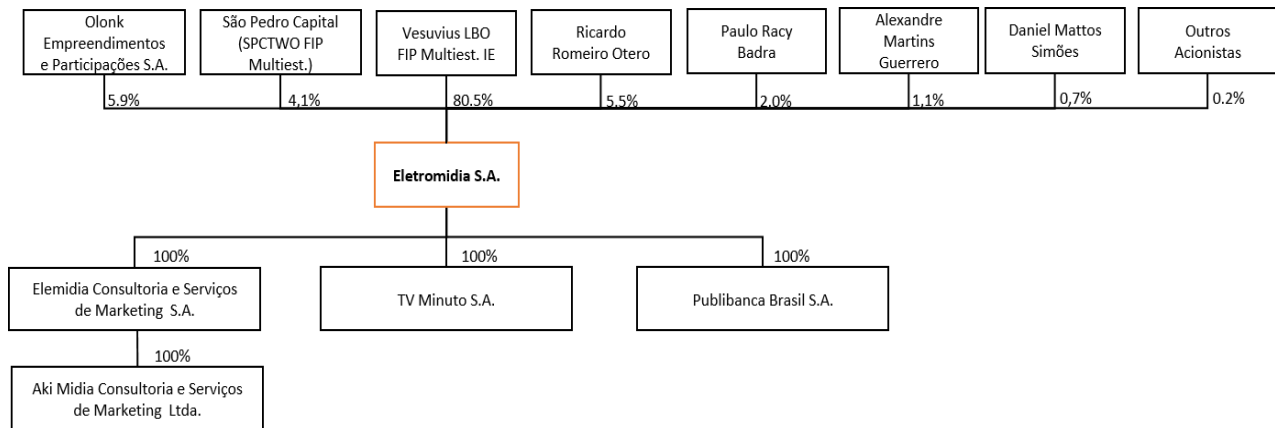 Olonk
Empreendimentos
e Participações S.A.
São Pedro Capital
(SPCTWO FIP
Multiest.)
Vesuvius LBO
FIP Multiest. IE
Ricardo
Romeiro Otero
Paulo Racy
Badra
Alexandre
Martins
Guerrero
Daniel Mattos
Simões
Outros
Acionistas
5.9%
4,1%
80.5%
5,5%
2,0%
1,1%
0,7%
0.2%
Eletromidia S.A.
100%
100%
100%
Elemidia Consultoria e Serviços
de Marketing S.A.
TV Minuto S.A.
Publibanca Brasil S.A.
100%
Aki Midia Consultoria e Serviços
de Marketing Ltda.